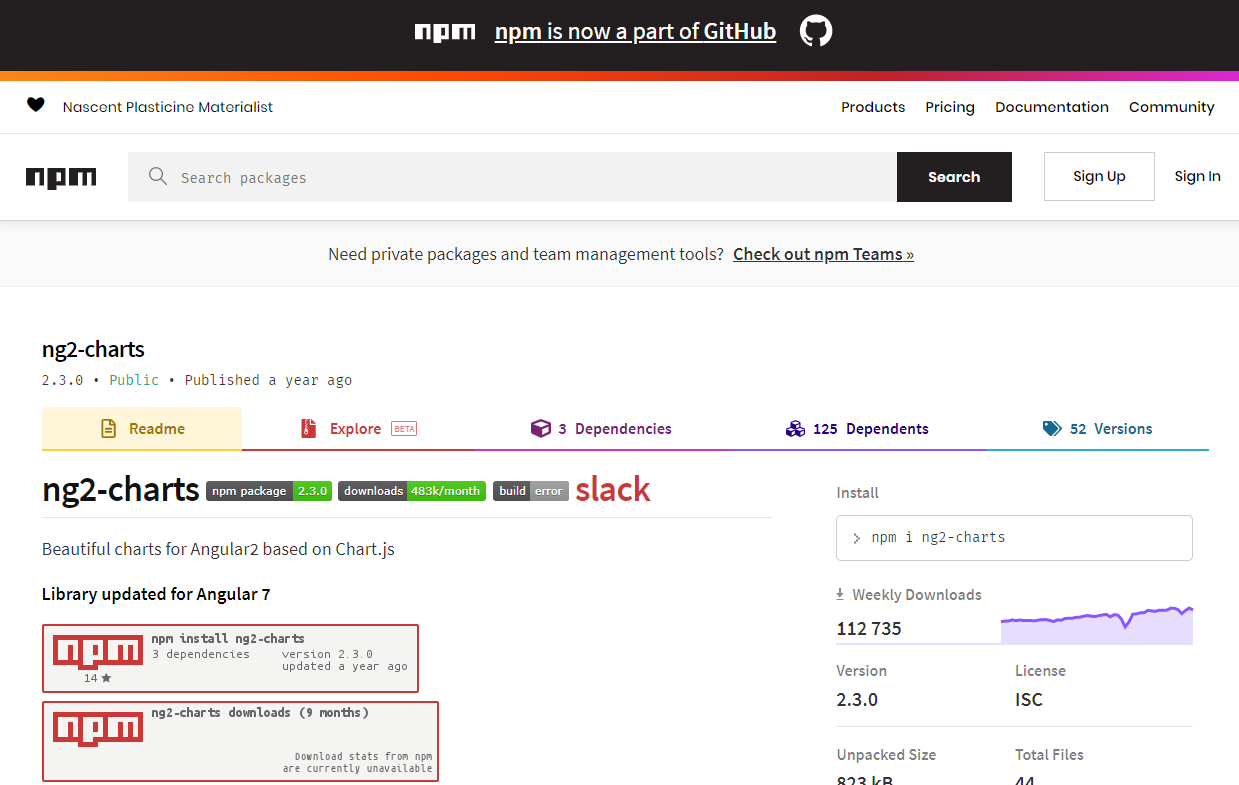 npm npm is now a part of GitHub
Nascent Plasticine Materialist Products Pricing Documentation Community
npm Search packages Search Sign Up Sign In
Need private packages and team management tools? Check out npm Teams »
ng2-charts
2.3.0 • Public • Published a year ago
Readme Explore BETA 3 Dependencies 125 Dependents 52 Versions
ng2-charts npm package 2.3.0 downloads 483k/month build error slack
Beautiful charts for Angular2 based on Chart.js
Library updated for Angular 7
npm npm install ng2-charts
3 dependencies version 2.3.0
updated a year ago
14 ★
npm ng2-charts downloads (9 months)
Download stats from npm
are currently unavailable
Install
> npm i ng2-charts
Weekly Downloads
112 735
Version License
2.3.0 ISC
Unpacked Size Total Files
823 kB 44